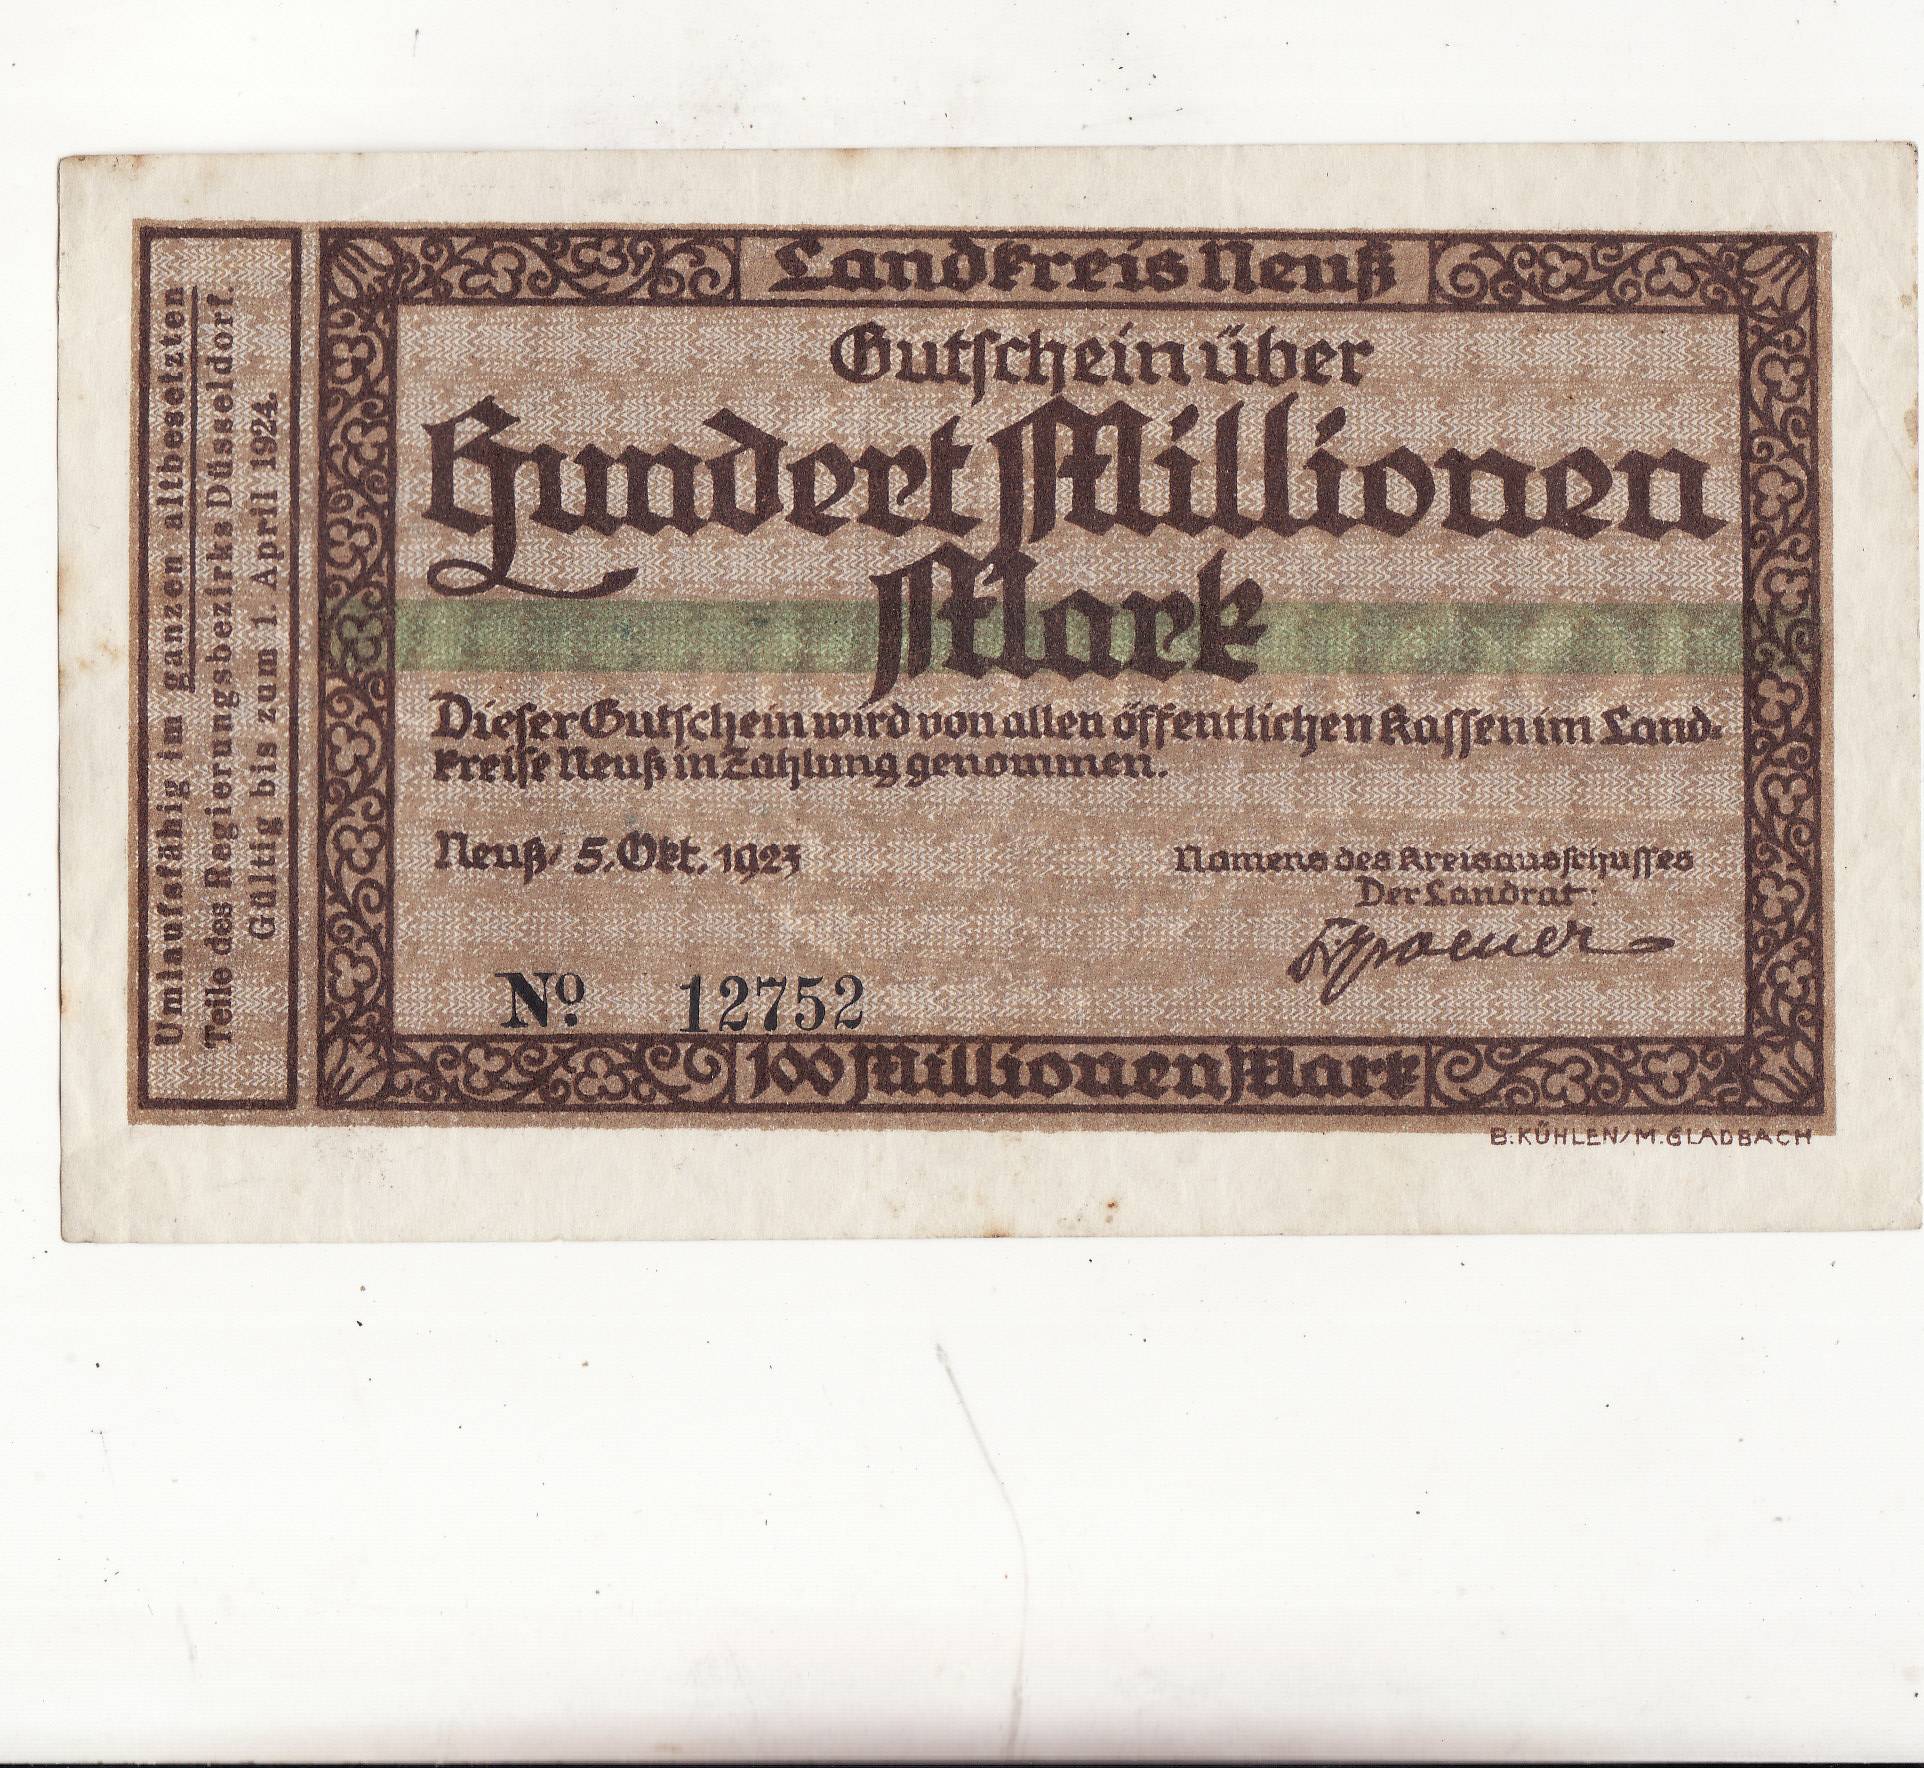 Umlaufsfähig im ganzen altbesetzten
Teile des Regierungsbezirks Düsseldorf.
Gültig bis zum 1. April 1924.
Landkreis Neuß
Gutschein über
Hundert Millionen
Mark
Dieser Gutschein wird von allen öffentlichen Kassen im Land-
kreise Neuß in Zahlung genommen.
Neuß, 5. Okt. 1923
Namens des Kreisausschusses
Der Landrat:
No. 12752
100 Millionen Mark
B. KÜHLEN/M. GLADBACH